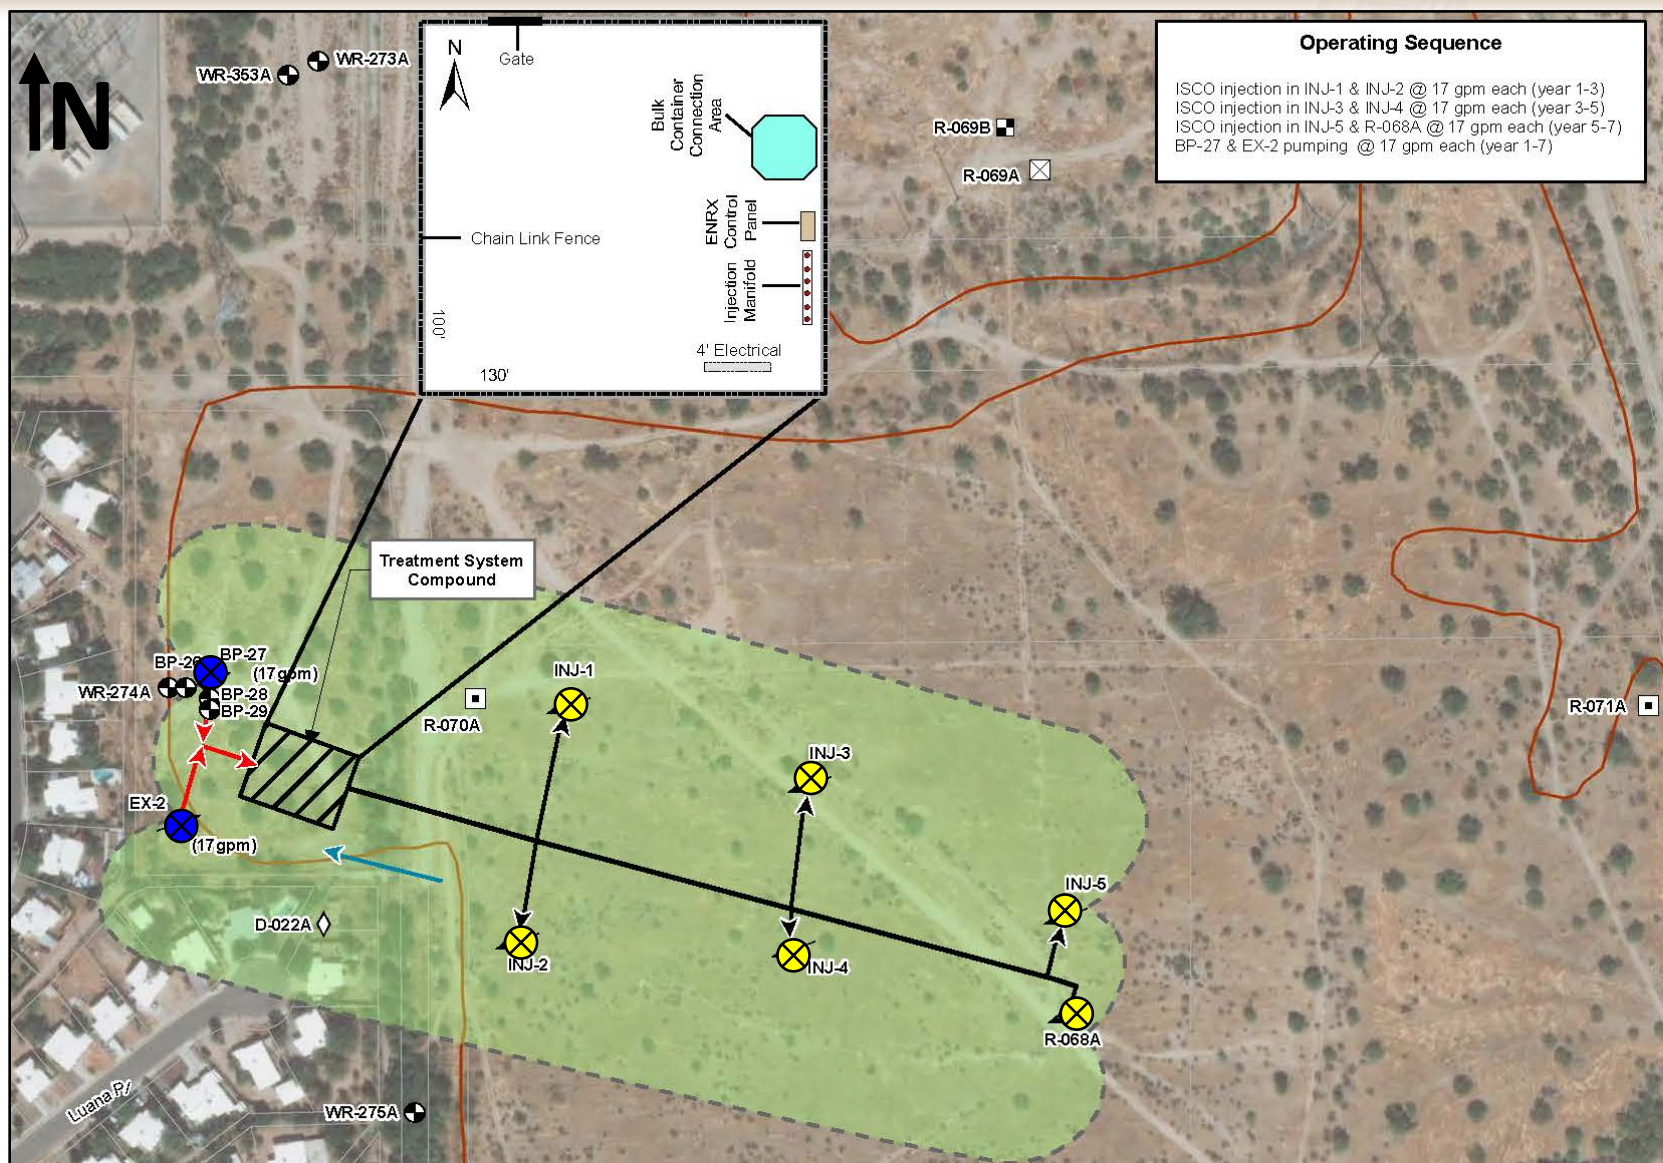 N
WR-353A
WR-273A
N
Gate
Bulk
Container
Connection
Area
ENRX
Control
Panel
Chain Link Fence
Injection
Manifold
100'
4' Electrical
130'
Operating Sequence
ISCO injection in INJ-1 & INJ-2 @ 17 gpm each (year 1-3)
ISCO injection in INJ-3 & INJ-4 @ 17 gpm each (year 3-5)
ISCO injection in INJ-5 & R-068A @ 17 gpm each (year 5-7)
BP-27 & EX-2 pumping @ 17 gpm each (year 1-7)
R-069B
R-069A
Treatment System
Compound
BP-27
(17gpm)
WR-274A
BP-28
BP-29
INJ-1
R-070A
R-071A
INJ-3
EX-2
(17gpm)
INJ-5
D-022A
INJ-2
INJ-4
R-068A
Luana Pl
WR-275A